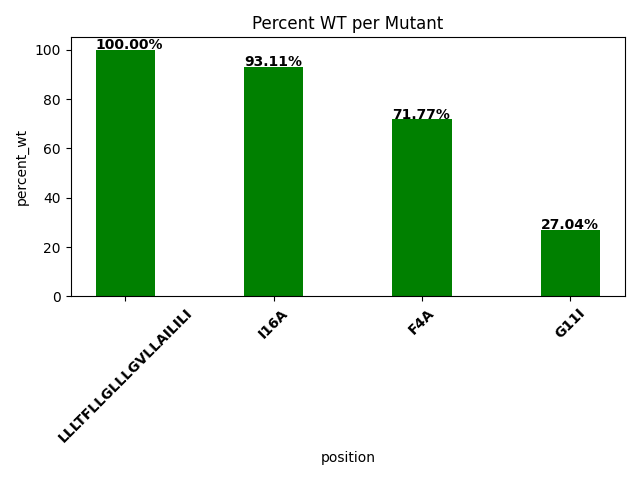 Percent WT per Mutant
percent_wt
100
80
60
40
20
0
100.00%
93.11%
71.77%
27.04%
LLLTFLLGLLLGVLLAILILI
I16A
F4A
G11I
position